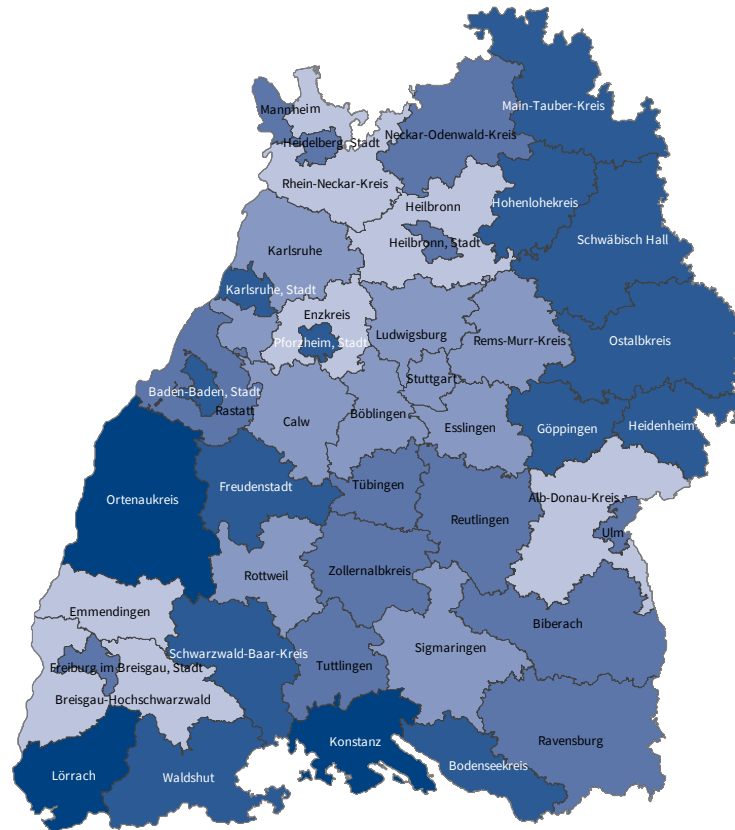 Main-Tauber-Kreis
Mannheim
Neckar-Odenwald-Kreis
Heidelberg, Stadt
Rhein-Neckar-Kreis
Hohenlohekreis
Heilbronn
Schwäbisch Hall
Heilbronn, Stadt
Karlsruhe
Karlsruhe, Stadt
Enzkreis
Ludwigsburg
Rems-Murr-Kreis
Ostalbkreis
Pforzheim, Stadt
Stuttgart
Baden-Baden, Stadt
Rastatt
Böblingen
Calw
Esslingen
Göppingen
Heidenheim
Tübingen
Freudenstadt
Ortenaukreis
Alb-Donau-Kreis
Reutlingen
Ulm
Zollernalbkreis
Rottweil
Emmendingen
Biberach
Schwarzwald-Baar-Kreis
Sigmaringen
Freiburg im Breisgau, Stadt
Tuttlingen
Breisgau-Hochschwarzwald
Konstanz
Ravensburg
Bodenseekreis
Lörrach
Waldshut